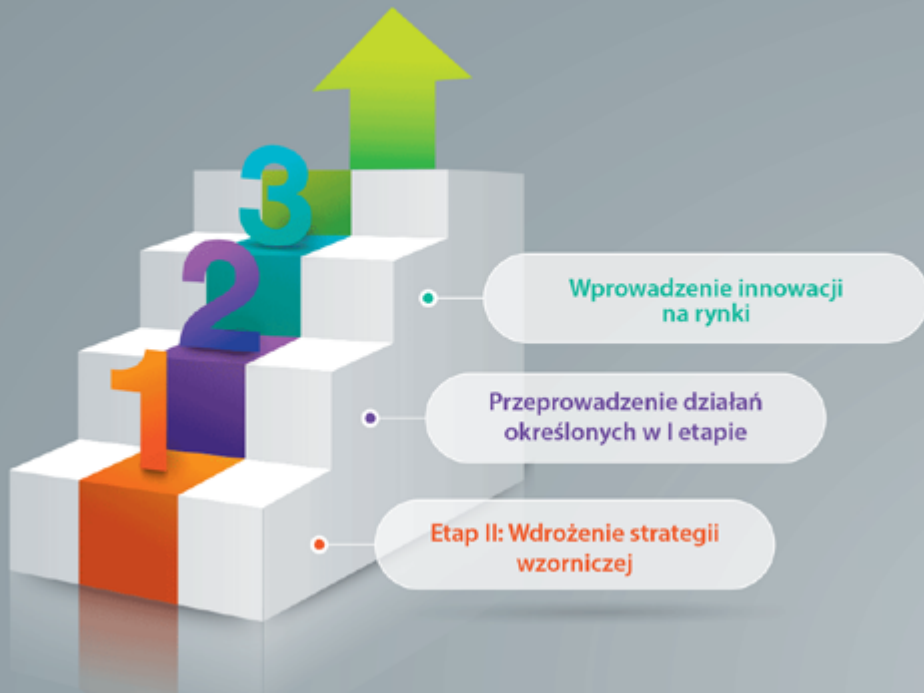 3
2
1
Wprowadzenie innowacji
na rynki
Przeprowadzenie działań
określonych w I etapie
Etap II: Wdrożenie strategii
wzorniczej